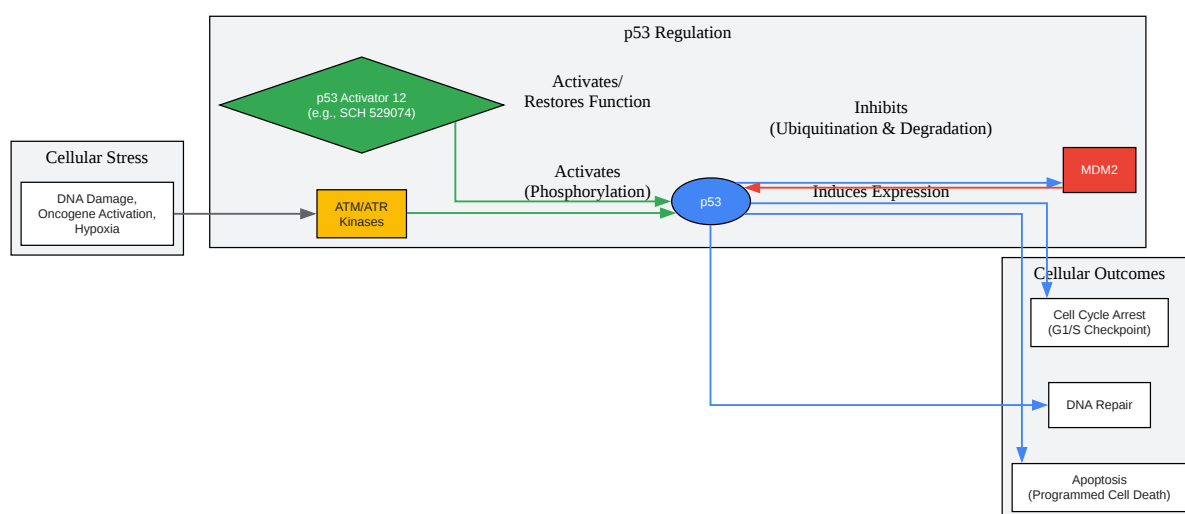 p53 Regulation
p53 Activator 12
(e.g., SCH 529074)
Activates/
Restores Function
Inhibits
(Ubiquitination & Degradation)
Cellular Stress
DNA Damage,
Oncogene Activation,
Hypoxia
ATM/ATR
Kinases
Activates
(Phosphorylation)
p53
Induces Expression
MDM2
Cellular Outcomes
Cell Cycle Arrest
(G1/S Checkpoint)
DNA Repair
Apoptosis
(Programmed Cell Death)